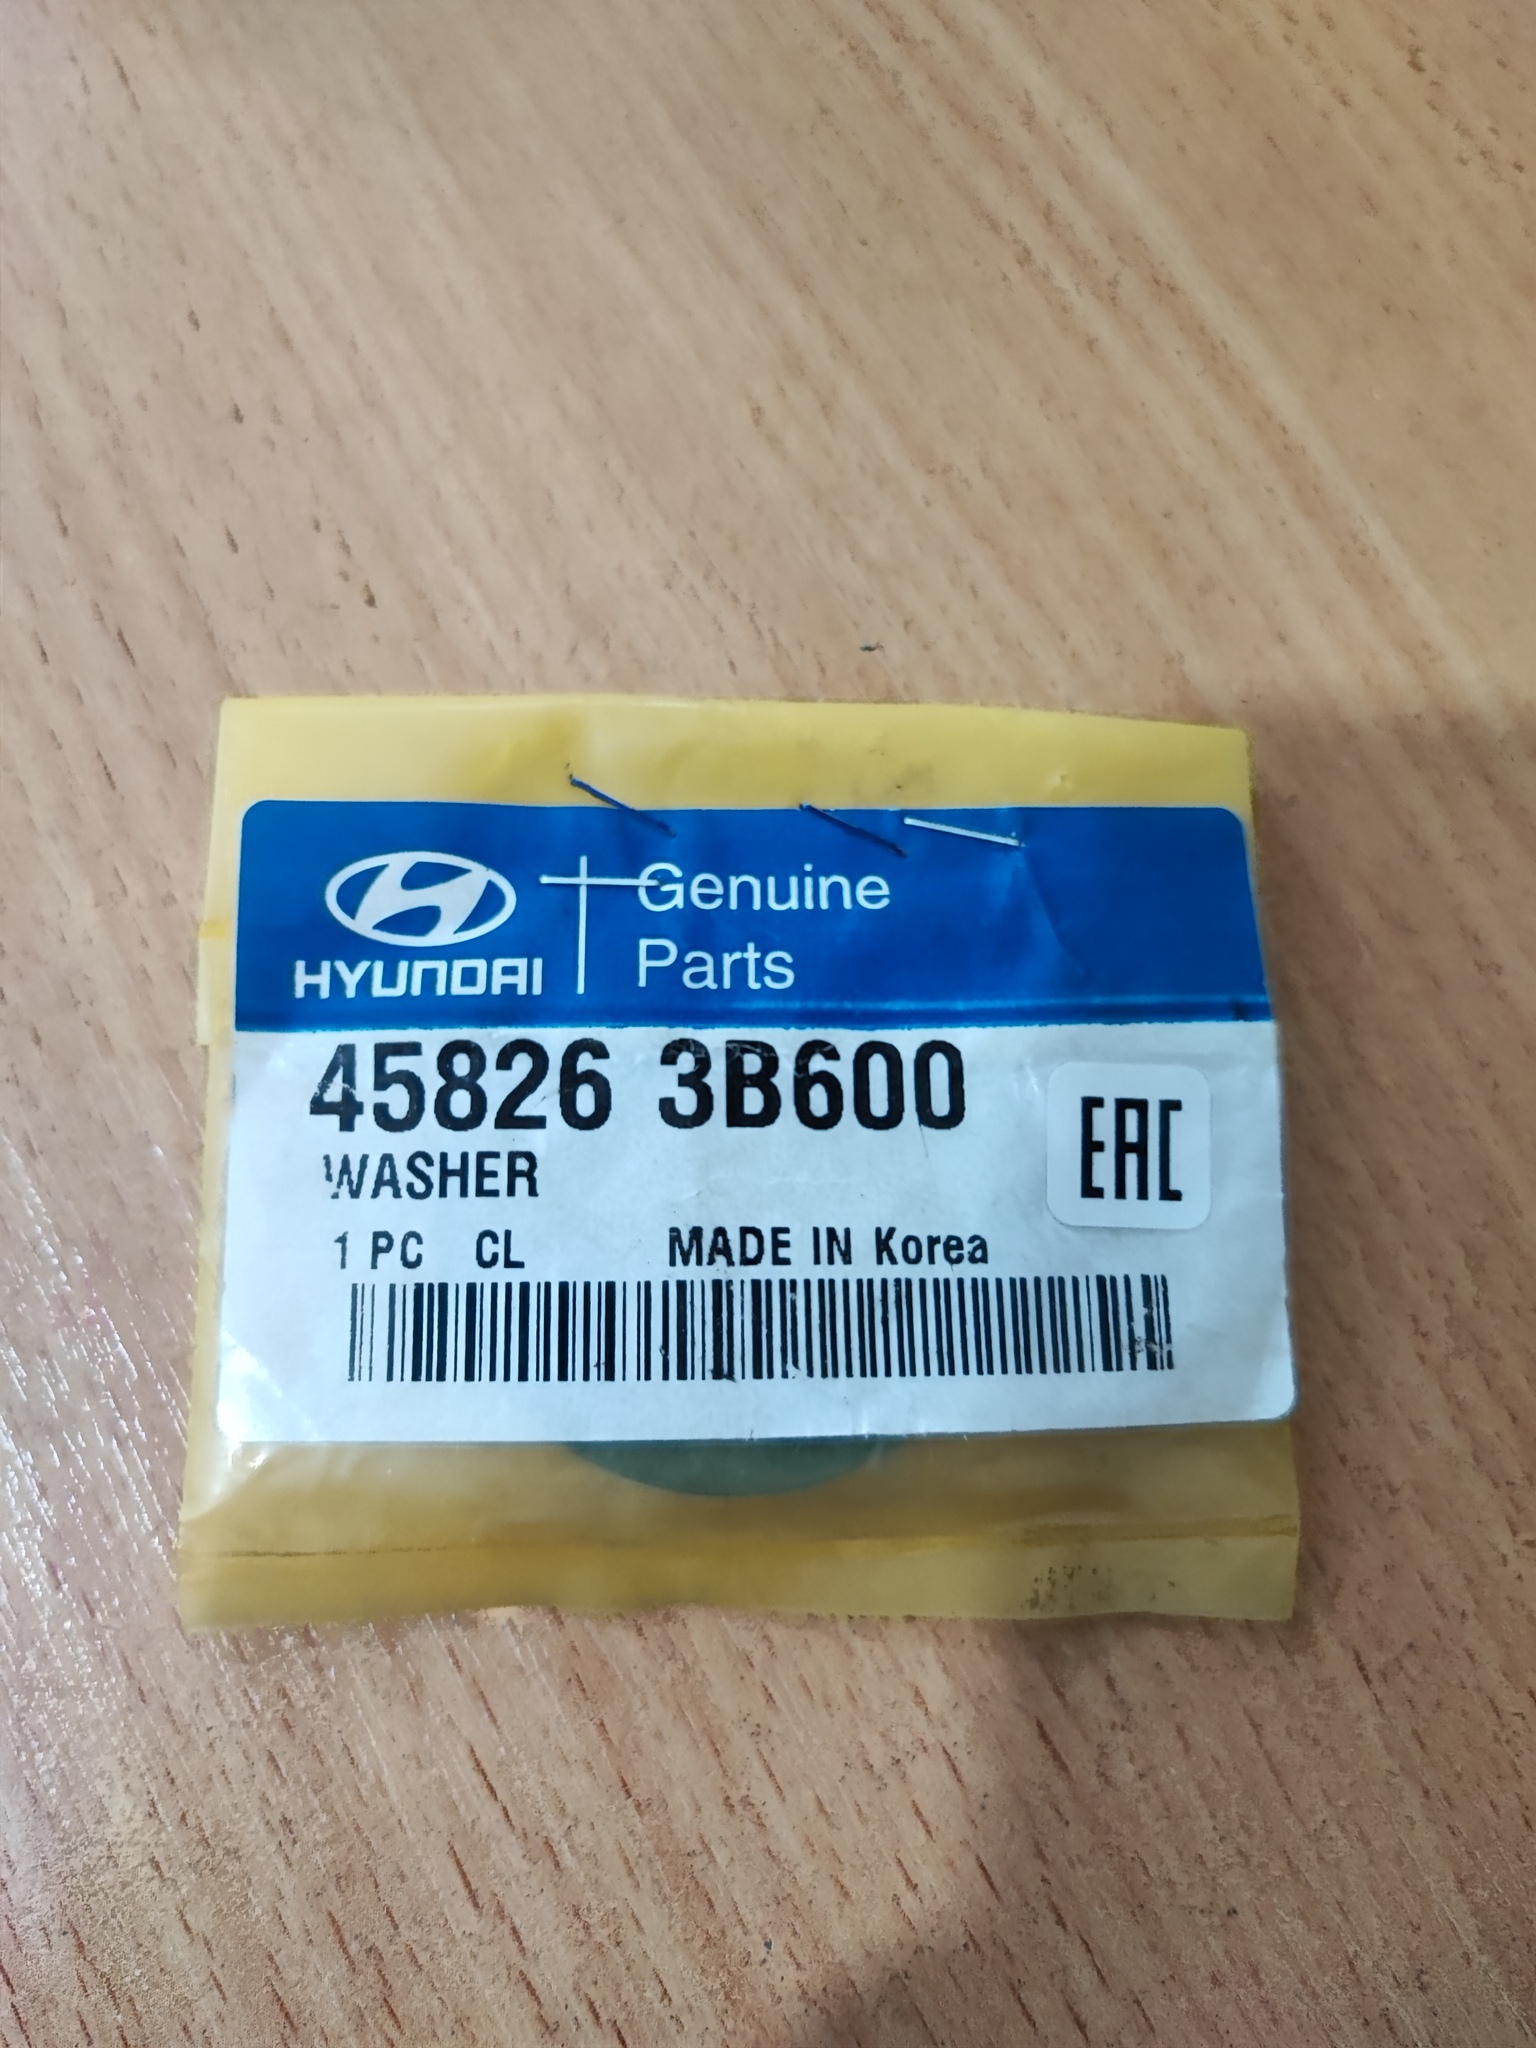 HYUNDAI
Genuine
Parts
45826 3B600
WASHER
EAC
1 PC CL MADE IN Korea